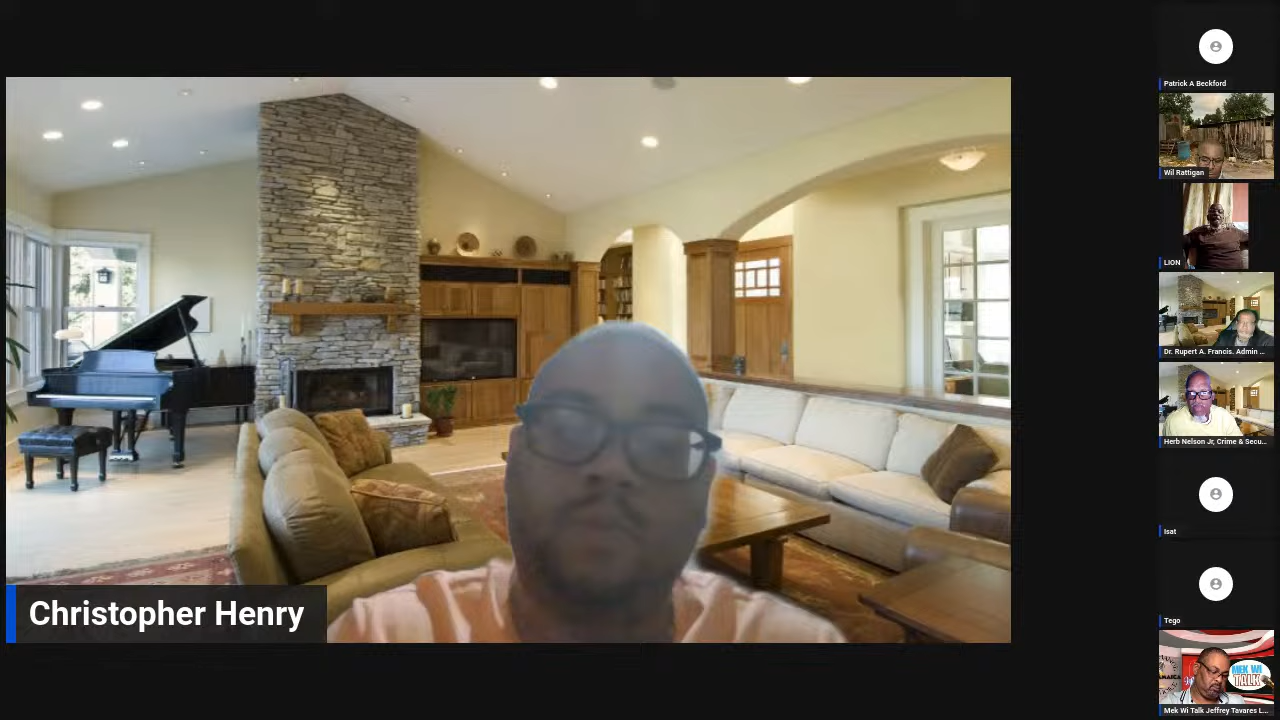 Christopher Henry
Patrick A Beckford
Wil Rattigan
LION
Dr. Rupert A. Francis. Admin ...
Herb Nelson Jr, Crime & Secu...
Isat
Tego
MEK WI
TALK
Mek Wi Talk Jeffrey Tavares L...